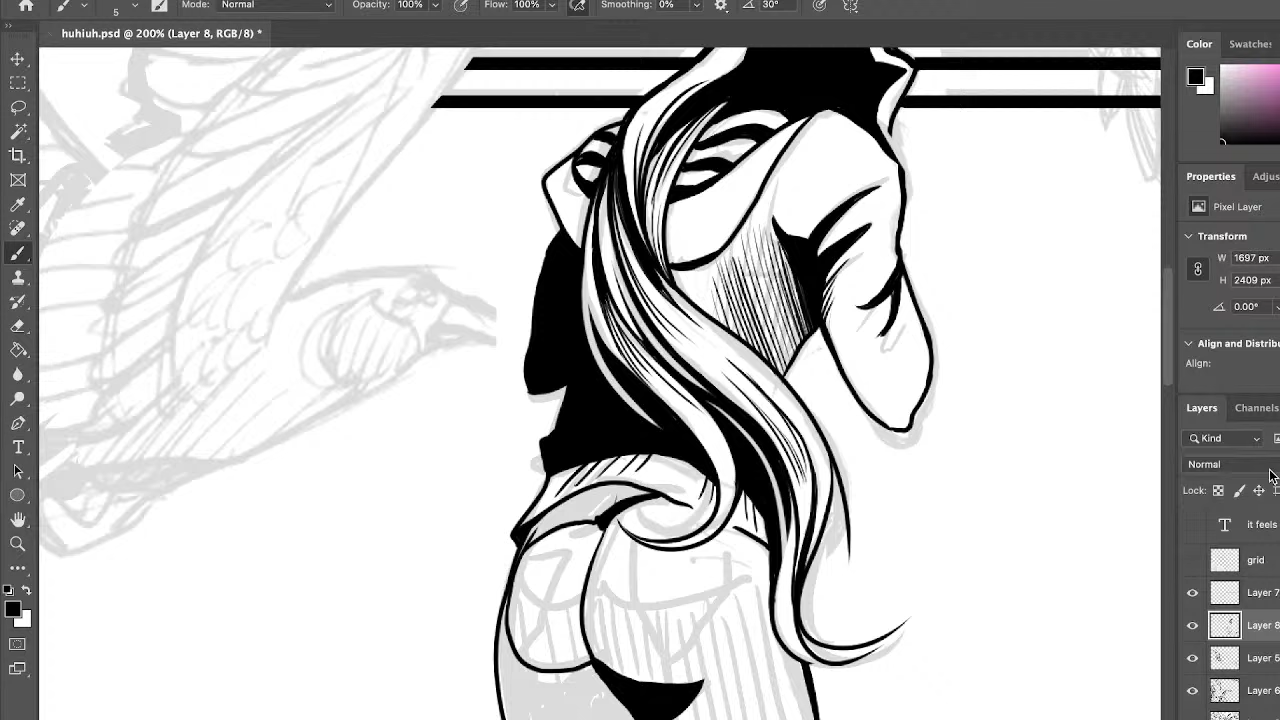 5 Mode: Normal Opacity: 100% Flow: 100% Smoothing: 0% 30°
huhiuh.psd @ 200% (Layer 8, RGB/8) *
Color Swatches
Properties Adjus
Pixel Layer
Transform
W 1697 px
H 2409 px
0.00°
Align and Distribu
Align:
Layers Channels
Kind
Normal
Lock:
T it feels
grid
Layer 7
Layer 8
Layer 5
Layer 6